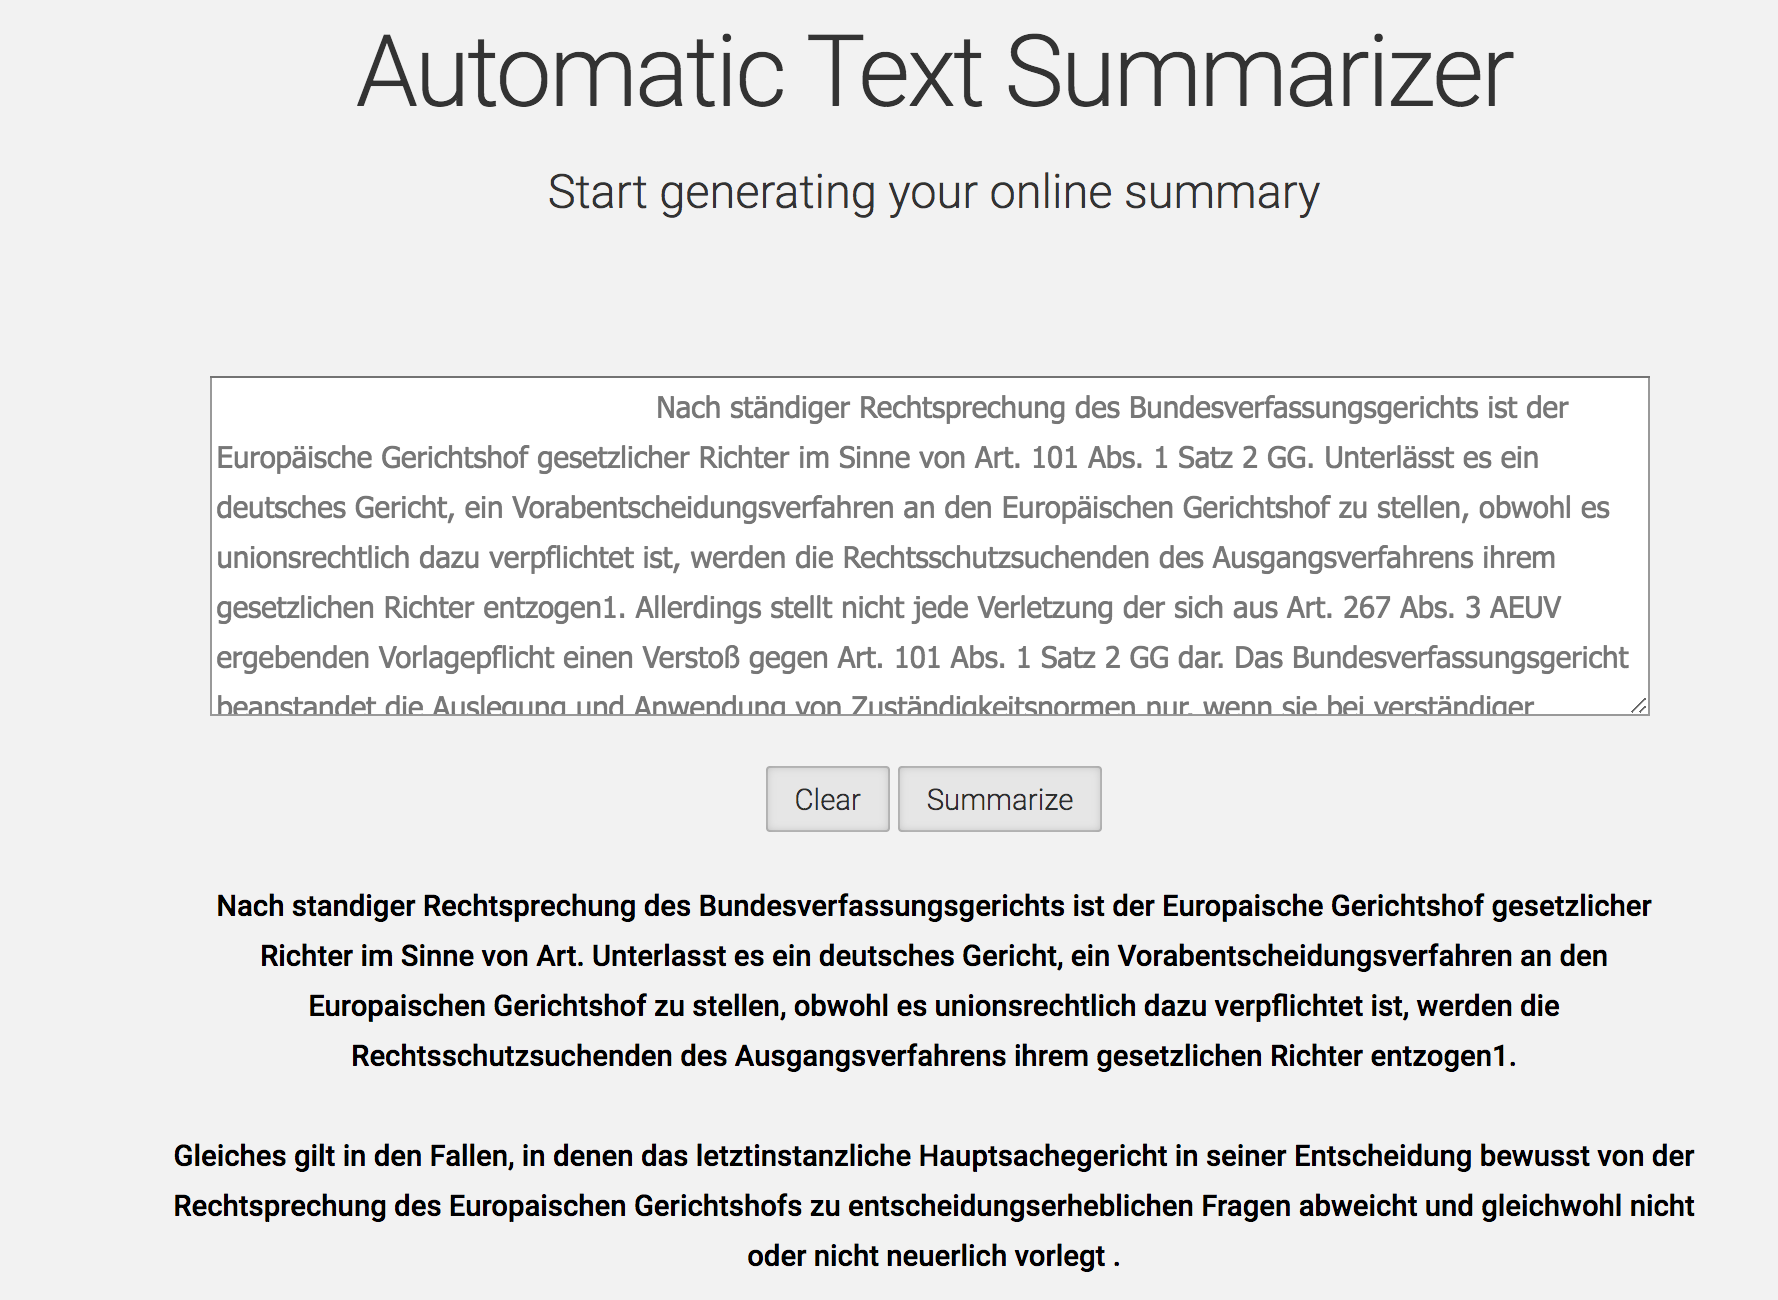 Automatic Text Summarizer
Start generating your online summary
Nach ständiger Rechtsprechung des Bundesverfassungsgerichts ist der
Europäische Gerichtshof gesetzlicher Richter im Sinne von Art. 101 Abs. 1 Satz 2 GG. Unterlässt es ein
deutsches Gericht, ein Vorabentscheidungsverfahren an den Europäischen Gerichtshof zu stellen, obwohl es
unionsrechtlich dazu verpflichtet ist, werden die Rechtsschutzsuchenden des Ausgangsverfahrens ihrem
gesetzlichen Richter entzogen1. Allerdings stellt nicht jede Verletzung der sich aus Art. 267 Abs. 3 AEUV
ergebenden Vorlagepflicht einen Verstoß gegen Art. 101 Abs. 1 Satz 2 GG dar. Das Bundesverfassungsgericht
beanstandet die Auslegung und Anwendung von Zuständigkeitsnormen nur, wenn sie bei verständiger
Clear Summarize
Nach standiger Rechtsprechung des Bundesverfassungsgerichts ist der Europaische Gerichtshof gesetzlicher
Richter im Sinne von Art. Unterlasst es ein deutsches Gericht, ein Vorabentscheidungsverfahren an den
Europaischen Gerichtshof zu stellen, obwohl es unionsrechtlich dazu verpflichtet ist, werden die
Rechtsschutzsuchenden des Ausgangsverfahrens ihrem gesetzlichen Richter entzogen1.
Gleiches gilt in den Fallen, in denen das letztinstanzliche Hauptsachegericht in seiner Entscheidung bewusst von der
Rechtsprechung des Europaischen Gerichtshofs zu entscheidungserheblichen Fragen abweicht und gleichwohl nicht
oder nicht neuerlich vorlegt .